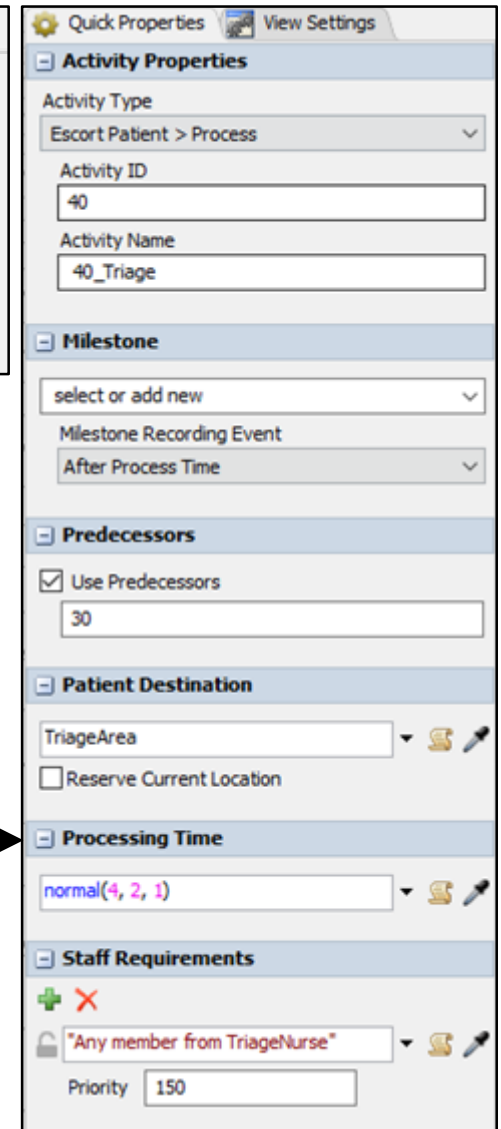 Quick Properties View Settings
Activity Properties
Activity Type
Escort Patient > Process
Activity ID
40
Activity Name
40_Triage
Milestone
select or add new
Milestone Recording Event
After Process Time
Predecessors
Use Predecessors
30
Patient Destination
TriageArea
Reserve Current Location
Processing Time
normal(4, 2, 1)
Staff Requirements
"Any member from TriageNurse"
Priority 150